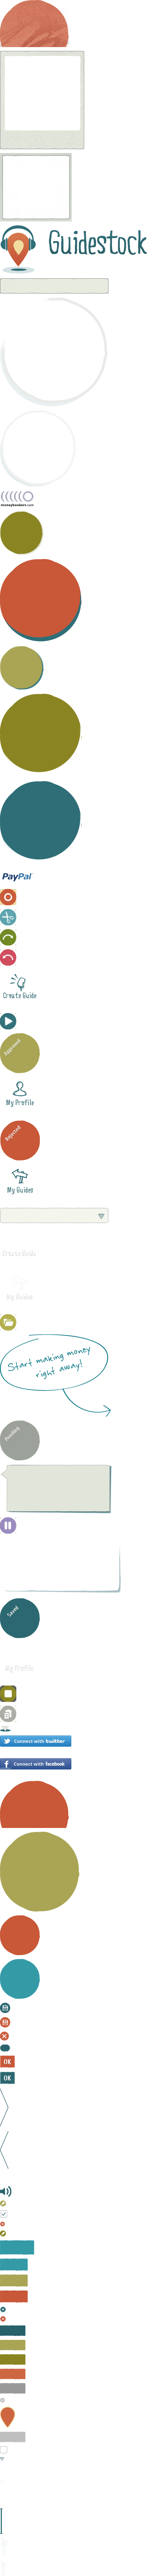 Guidestock
moneybookers.com
PayPal
Create Guide
Approved
My Profile
Rejected
My Guides
Create Guide
My Guides
Start making money
right away!
Pending
Saved
My Profile
Connect with twitter
Connect with facebook
OK
OK